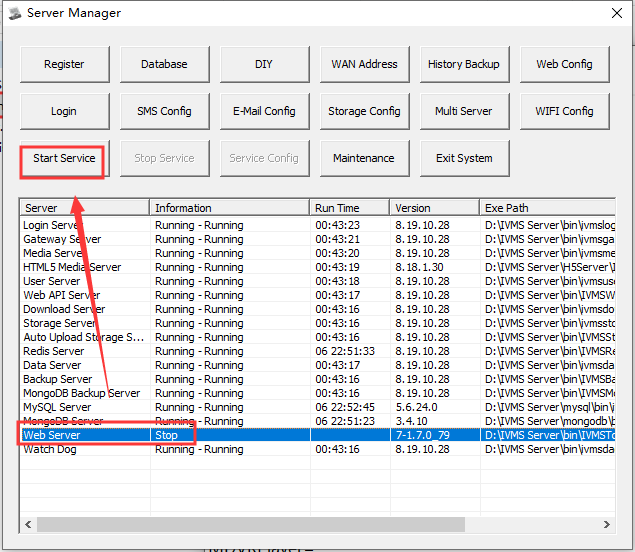 Server Manager
Register Database DIY WAN Address History Backup Web Config
Login SMS Config E-Mail Config Storage Config Multi Server WIFI Config
Start Service Stop Service Service Config Maintenance Exit System
Server Information Run Time Version Exe Path
Login Server Running - Running 00:43:23 8.19.10.28 D:\IVMS Server\bin\ivmslog
Gateway Server Running - Running 00:43:21 8.19.10.28 D:\IVMS Server\bin\ivmsga
Media Server Running - Running 00:43:20 8.19.10.28 D:\IVMS Server\bin\ivmsme
HTML5 Media Server Running - Running 00:43:19 8.18.1.30 D:\IVMS Server\H5Server\I
User Server Running - Running 00:43:18 8.19.10.28 D:\IVMS Server\bin\ivmsuse
Web API Server Running - Running 00:43:17 8.19.10.28 D:\IVMS Server\bin\IVMSW
Download Server Running - Running 00:43:16 8.19.10.28 D:\IVMS Server\bin\ivmsdo
Storage Server Running - Running 00:43:16 8.19.10.28 D:\IVMS Server\bin\ivmssto
Auto Upload Storage S... Running - Running 00:43:16 8.19.10.28 D:\IVMS Server\bin\ivmssto
Redis Server Running - Running 06 22:51:33 8.19.10.28 D:\IVMS Server\bin\IVMSRe
Data Server Running - Running 00:43:17 8.19.10.28 D:\IVMS Server\bin\ivmsda
Backup Server Running - Running 00:43:16 8.19.10.28 D:\IVMS Server\bin\IVMSBa
MongoDB Backup Server Running - Running 00:43:16 8.19.10.28 D:\IVMS Server\bin\IVMSMo
MySQL Server Running - Running 06 22:52:45 5.6.24.0 D:\IVMS Server\mysql\bin\
MongoDB Server Running - Running 06 22:51:23 3.4.10 D:\IVMS Server\mongodb\b
Web Server Stop 7-1.7.0_79 D:\IVMS Server\bin\IVMSTo
Watch Dog Running - Running 00:43:16 8.19.10.28 D:\IVMS Server\bin\ivmsda